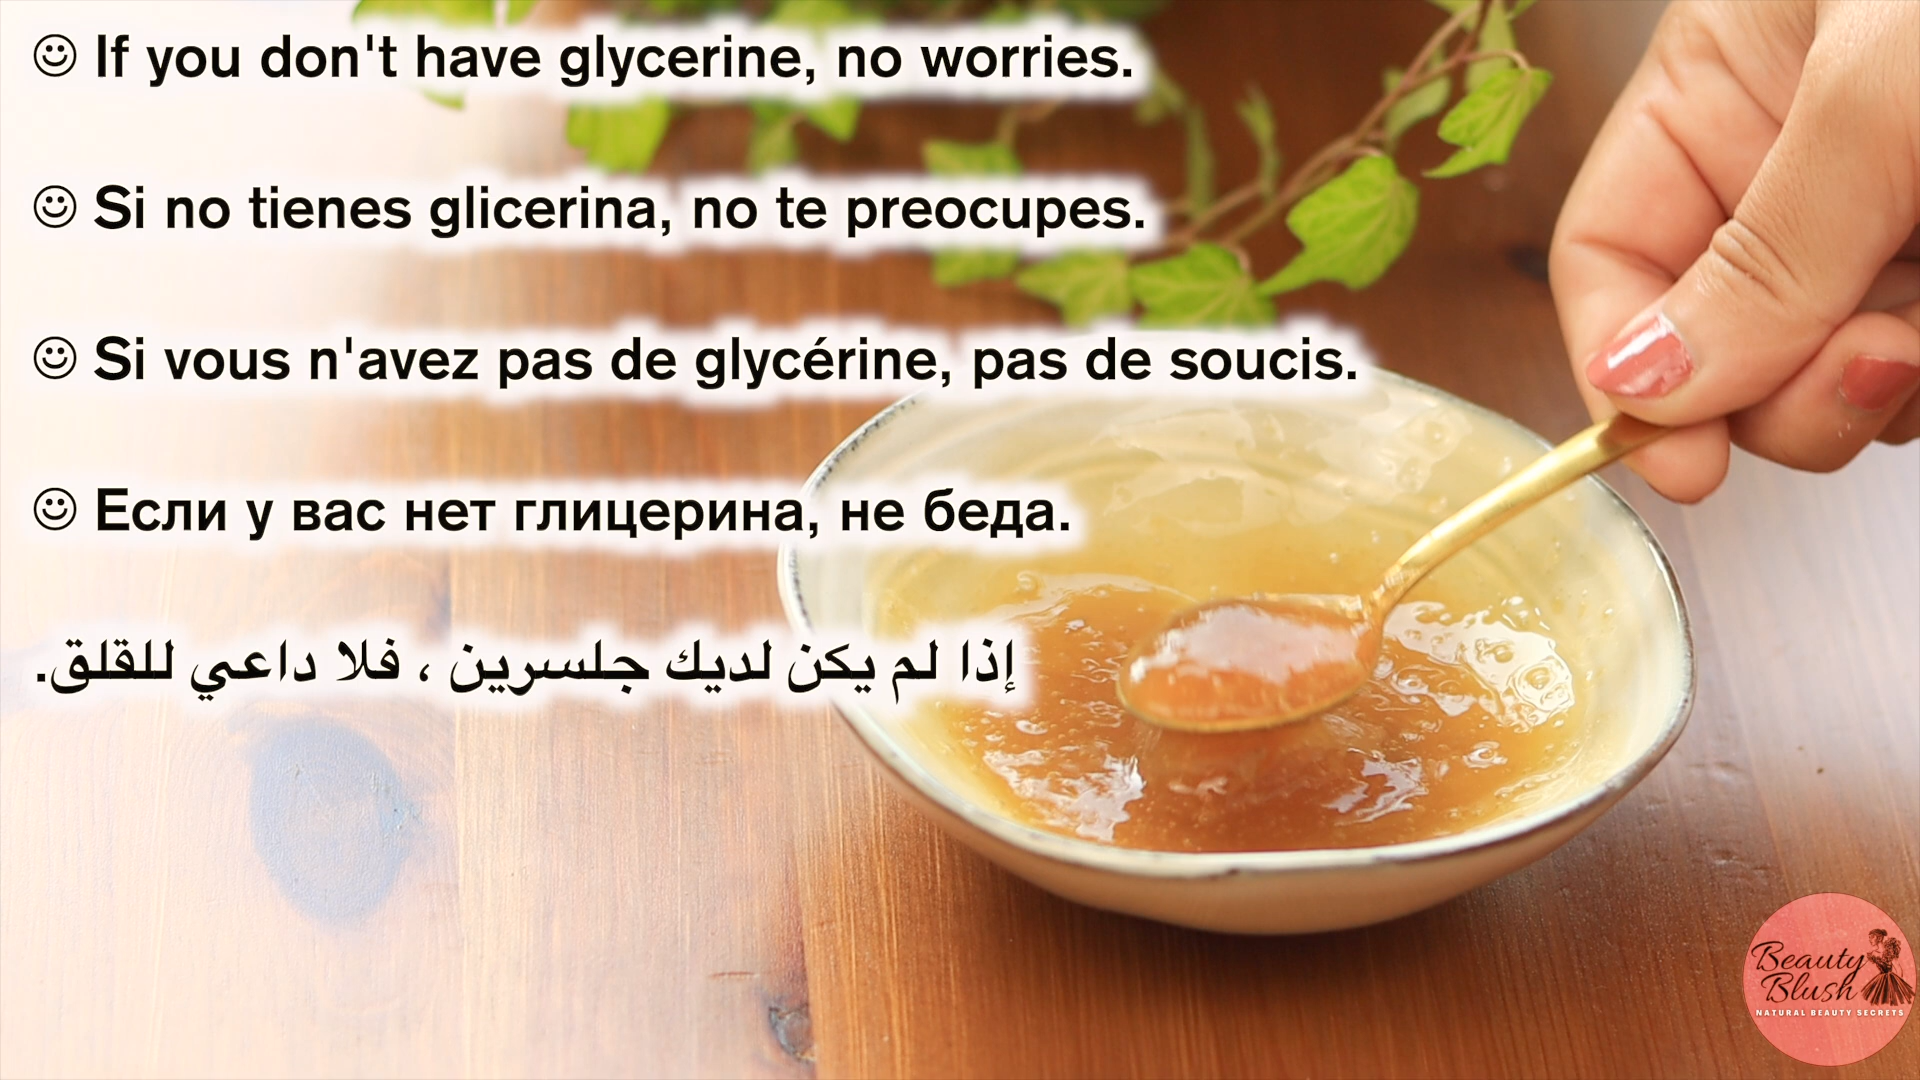 ☺ If you don't have glycerine, no worries.
☺ Si no tienes glicerina, no te preocupes.
☺ Si vous n'avez pas de glycérine, pas de soucis.
☺ Если у вас нет глицерина, не беда.
إذا لم يكن لديك جلسرين ، فلا داعي للقلق.
Beauty
Blush
NATURAL BEAUTY SECRETS